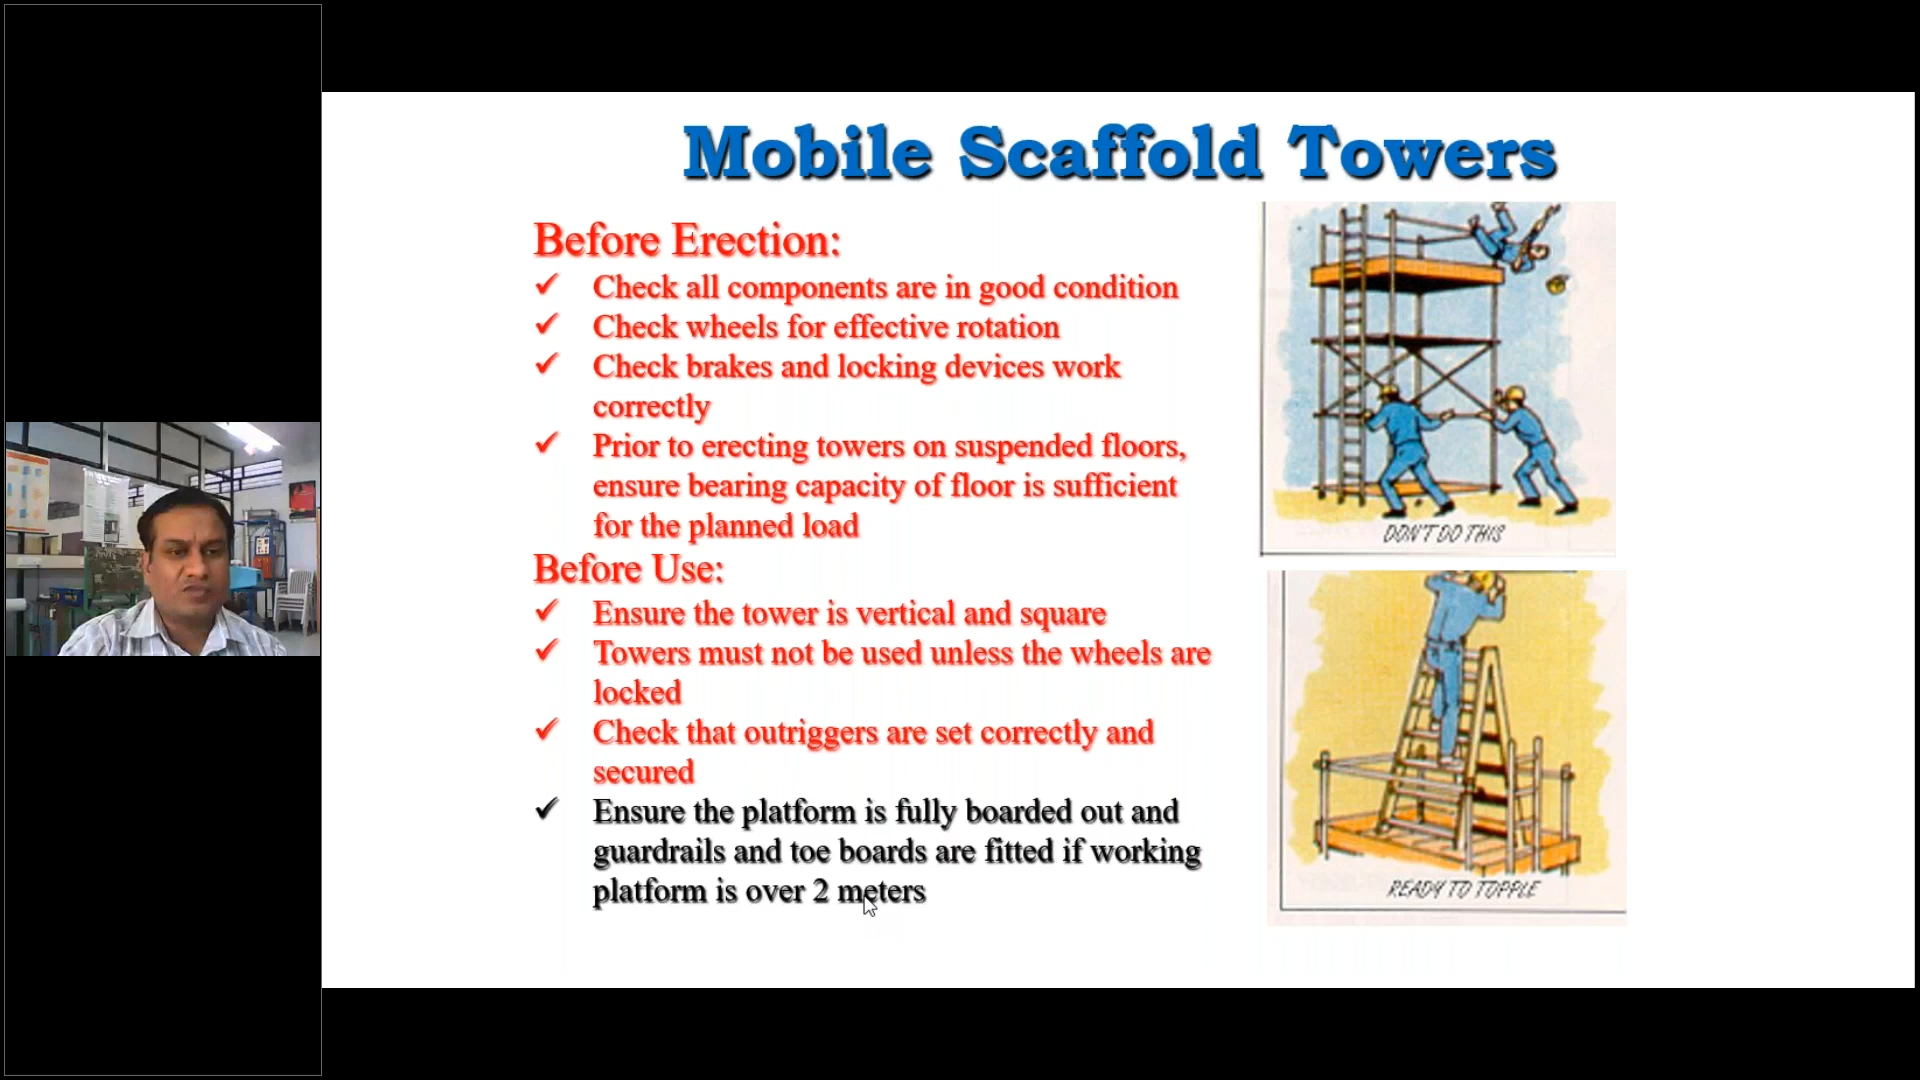 Mobile Scaffold Towers
Before Erection:
✓ Check all components are in good condition
✓ Check wheels for effective rotation
✓ Check brakes and locking devices work
correctly
✓ Prior to erecting towers on suspended floors,
ensure bearing capacity of floor is sufficient
for the planned load
Before Use:
✓ Ensure the tower is vertical and square
✓ Towers must not be used unless the wheels are
locked
✓ Check that outriggers are set correctly and
secured
✓ Ensure the platform is fully boarded out and
guardrails and toe boards are fitted if working
platform is over 2 meters
DON'T DO THIS
READY TO TOPPLE